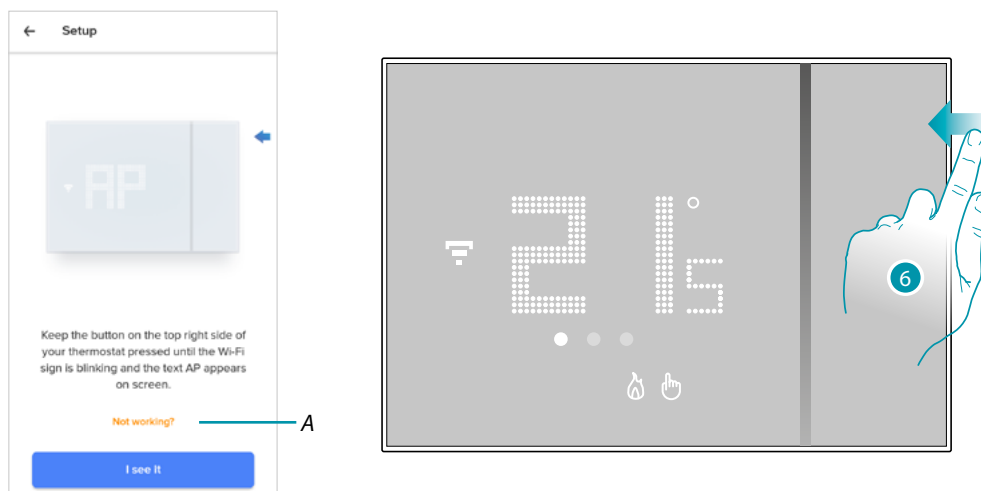 Setup
AP
Keep the button on the top right side of
your thermostat pressed until the Wi-Fi
sign is blinking and the text AP appears
on screen.
Not working?
A
I see It
21°5
6